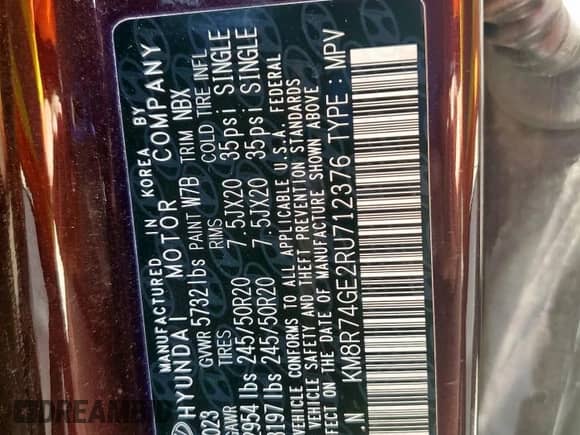 MANUFACTURED IN KOREA BY
HYUNDAI MOTOR COMPANY
023 GVWR 5732 lbs PAINT W7B TRIM NBX
GAWR TIRES RIMS COLD TIRE INFL
2954 lbs 245/50R20 7.5JX20 35psi SINGLE
3197 lbs 245/50R20 7.5JX20 35psi SINGLE
VEHICLE CONFORMS TO ALL APPLICABLE U.S.A. FEDERAL
VEHICLE SAFETY AND THEFT PREVENTION STANDARDS
ON THE DATE OF MANUFACTURE SHOWN ABOVE
.N KM8R74GE2RU712376 TYPE : MPV
DREAMBID